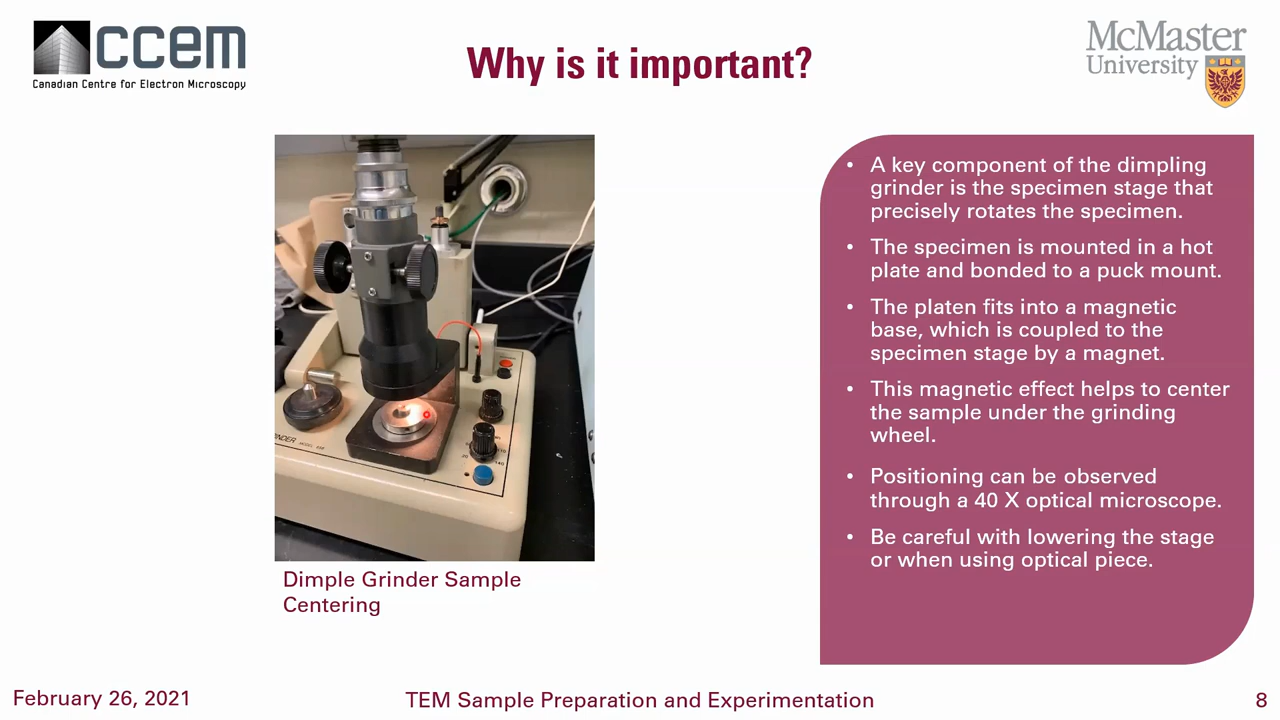 ccem
Canadian Centre for Electron Microscopy
Why is it important?
McMaster
University
• A key component of the dimpling
grinder is the specimen stage that
precisely rotates the specimen.
• The specimen is mounted in a hot
plate and bonded to a puck mount.
• The platen fits into a magnetic
base, which is coupled to the
specimen stage by a magnet.
• This magnetic effect helps to center
the sample under the grinding
wheel.
• Positioning can be observed
through a 40 X optical microscope.
• Be careful with lowering the stage
or when using optical piece.
Dimple Grinder Sample
Centering
February 26, 2021
TEM Sample Preparation and Experimentation
8